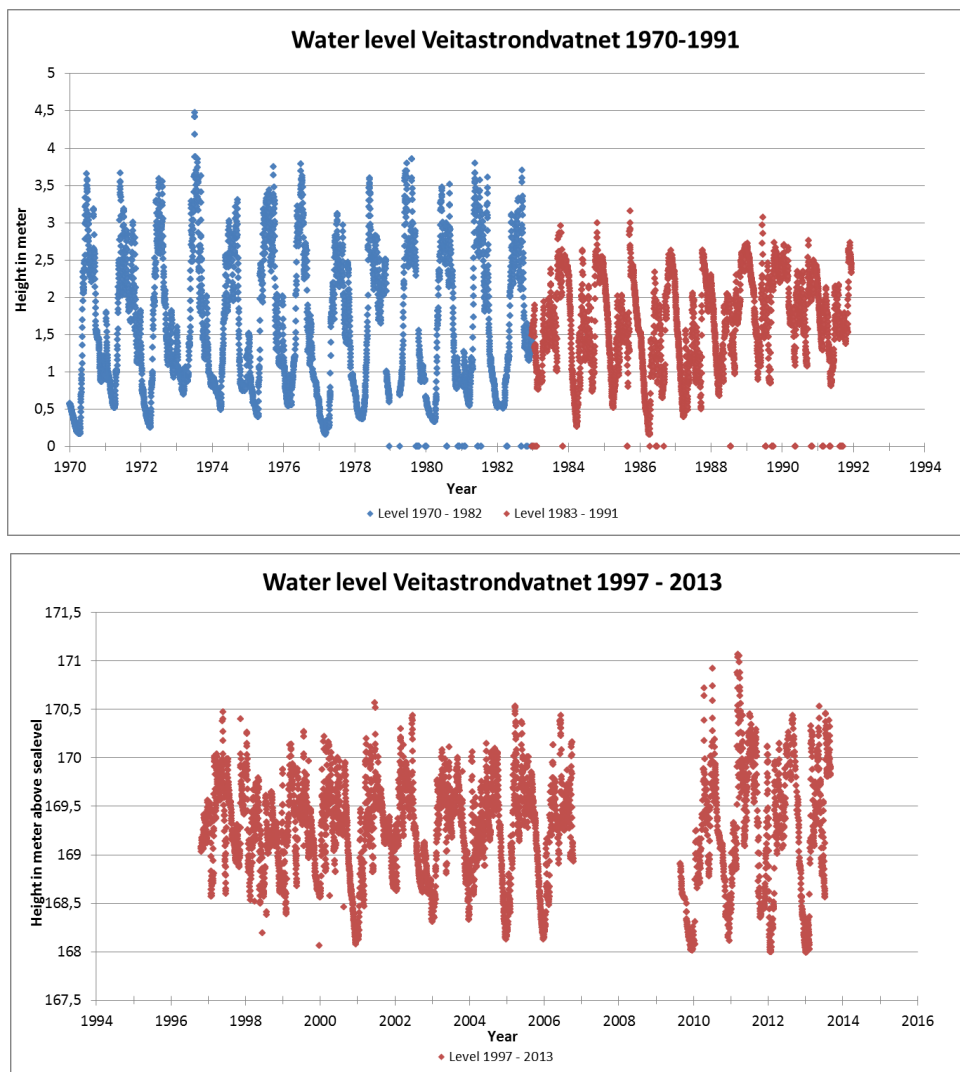 Water level Veitastrondvatnet 1970-1991
Height in meter
5
4,5
4
3,5
3
2,5
2
1,5
1
0,5
0
1970 1972 1974 1976 1978 1980 1982 1984 1986 1988 1990 1992 1994
Year
Level 1970 - 1982 Level 1983 - 1991
Water level Veitastrondvatnet 1997 - 2013
Height in meter above sealevel
171,5
171
170,5
170
169,5
169
168,5
168
167,5
1994 1996 1998 2000 2002 2004 2006 2008 2010 2012 2014 2016
Year
Level 1997 - 2013